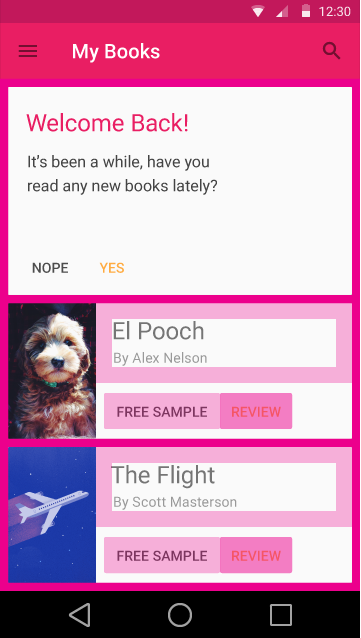 12:30
My Books
Welcome Back!
It's been a while, have you
read any new books lately?
NOPE YES
El Pooch
By Alex Nelson
FREE SAMPLE REVIEW
The Flight
By Scott Masterson
FREE SAMPLE REVIEW